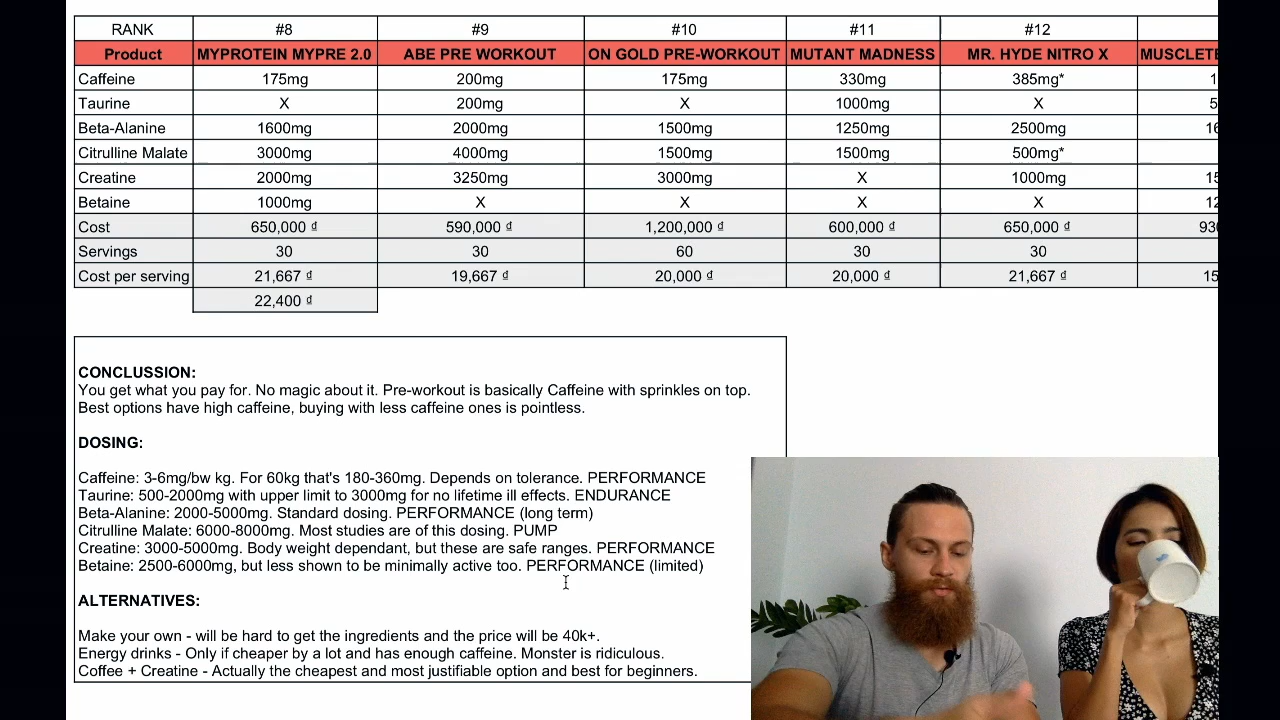 RANK #8 #9 #10 #11 #12
Product MYPROTEIN MYPRE 2.0 ABE PRE WORKOUT ON GOLD PRE-WORKOUT MUTANT MADNESS MR. HYDE NITRO X MUSCLETE
Caffeine 175mg 200mg 175mg 330mg 385mg* 1
Taurine X 200mg X 1000mg X 5
Beta-Alanine 1600mg 2000mg 1500mg 1250mg 2500mg 16
Citrulline Malate 3000mg 4000mg 1500mg 1500mg 500mg*
Creatine 2000mg 3250mg 3000mg X 1000mg 15
Betaine 1000mg X X X X 12
Cost 650,000 ₫ 590,000 ₫ 1,200,000 ₫ 600,000 ₫ 650,000 ₫ 930
Servings 30 30 60 30 30
Cost per serving 21,667 ₫ 19,667 ₫ 20,000 ₫ 20,000 ₫ 21,667 ₫ 15
22,400 ₫
CONCLUSSION:
You get what you pay for. No magic about it. Pre-workout is basically Caffeine with sprinkles on top.
Best options have high caffeine, buying with less caffeine ones is pointless.
DOSING:
Caffeine: 3-6mg/bw kg. For 60kg that's 180-360mg. Depends on tolerance. PERFORMANCE
Taurine: 500-2000mg with upper limit to 3000mg for no lifetime ill effects. ENDURANCE
Beta-Alanine: 2000-5000mg. Standard dosing. PERFORMANCE (long term)
Citrulline Malate: 6000-8000mg. Most studies are of this dosing. PUMP
Creatine: 3000-5000mg. Body weight dependant, but these are safe ranges. PERFORMANCE
Betaine: 2500-6000mg, but less shown to be minimally active too. PERFORMANCE (limited)
ALTERNATIVES:
Make your own - will be hard to get the ingredients and the price will be 40k+.
Energy drinks - Only if cheaper by a lot and has enough caffeine. Monster is ridiculous.
Coffee + Creatine - Actually the cheapest and most justifiable option and best for beginners.